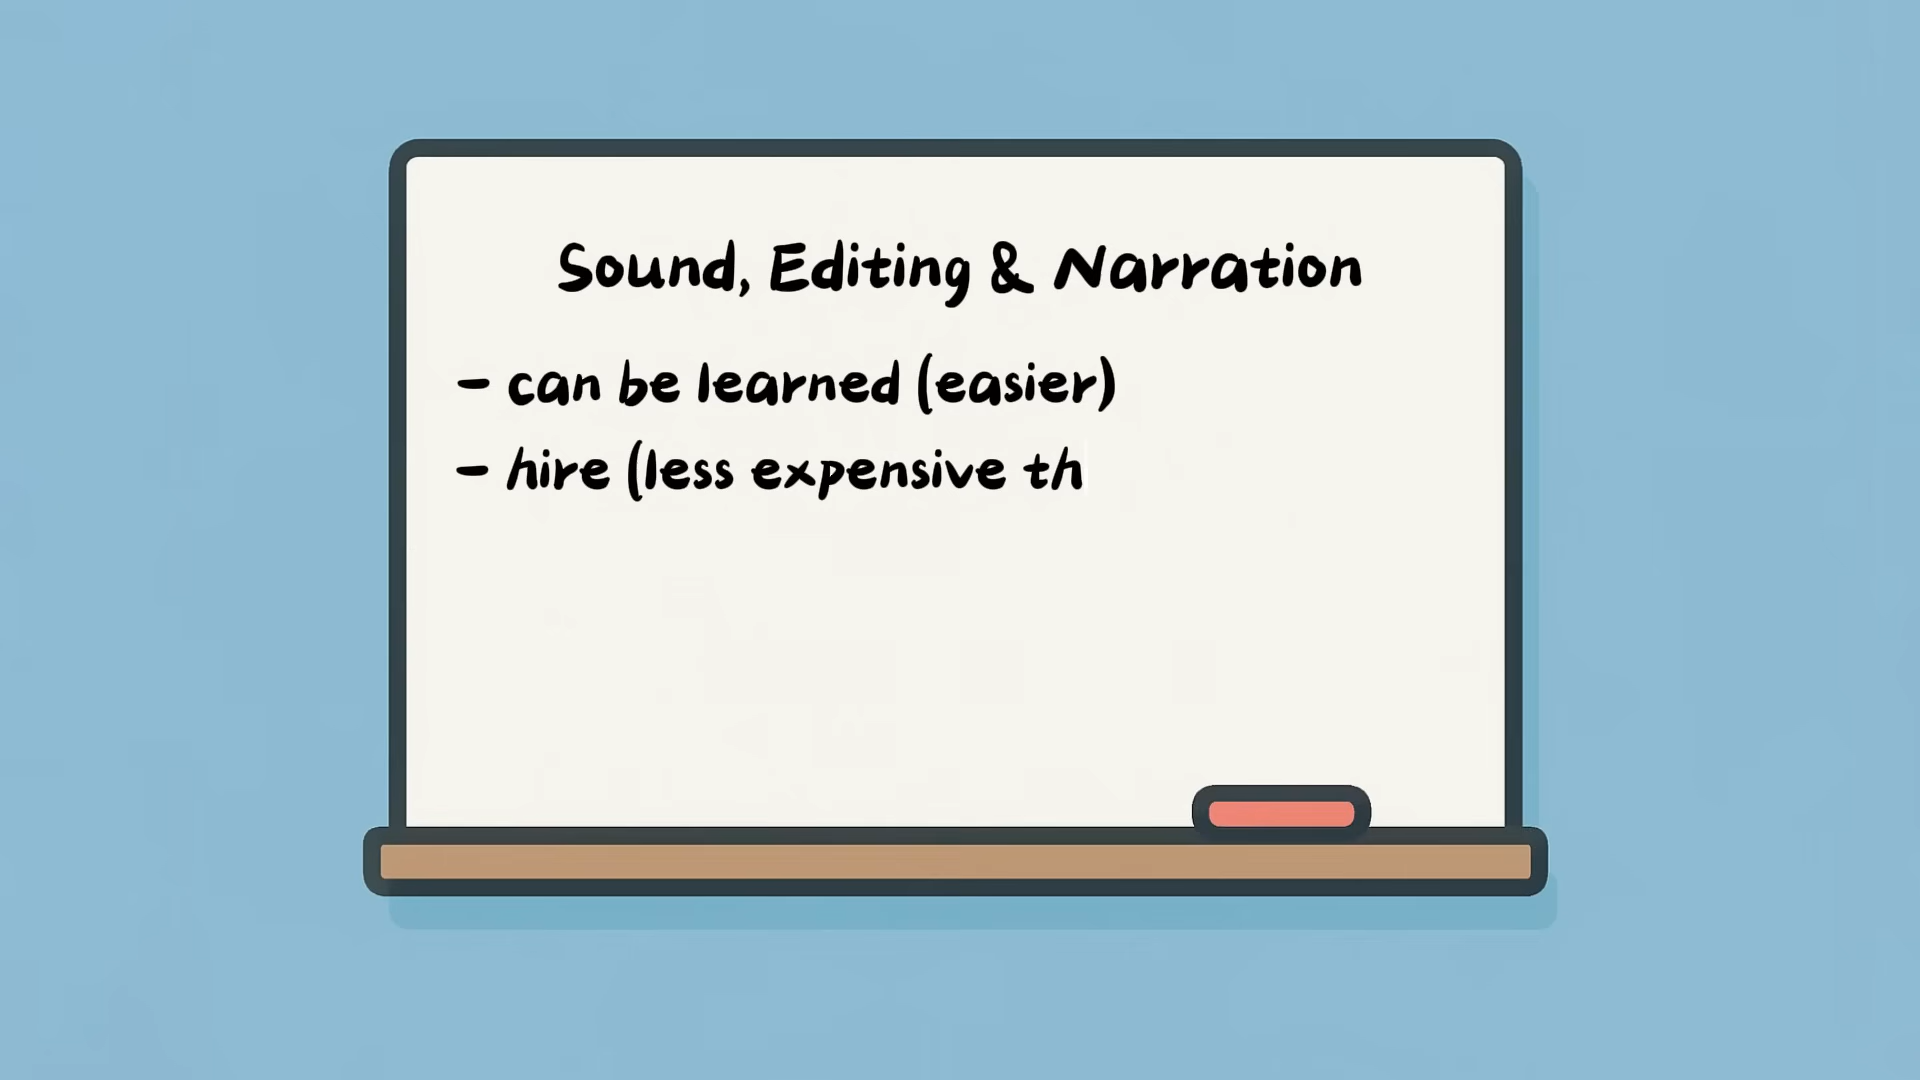 Sound, Editing & Narration
- can be learned (easier)
- hire (less expensive th